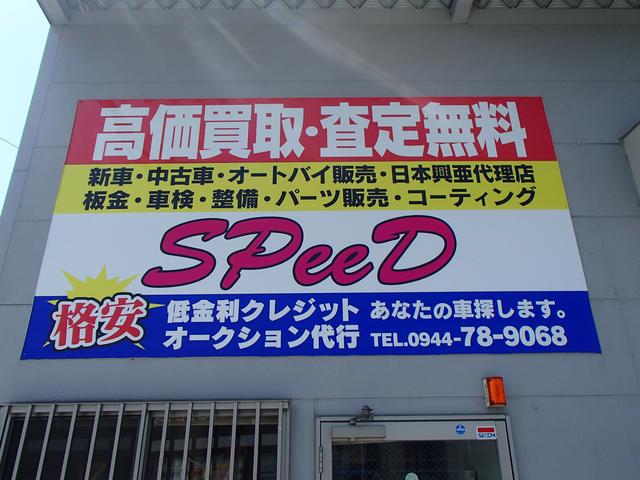 高価買取・査定無料
新車・中古車・オートバイ販売・日本興亜代理店
板金・車検・整備・パーツ販売・コーティング
SPeeD
格安
低金利クレジット あなたの車探します。
オークション代行 TEL.0944-78-9068
SECOM